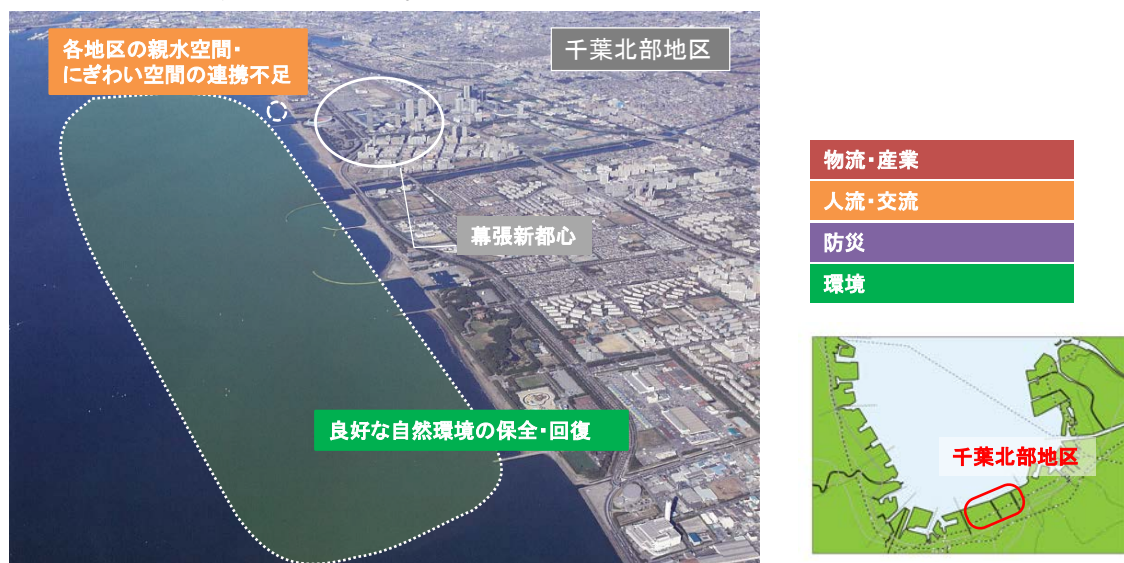 各地区の親水空間・
にぎわい空間の連携不足
千葉北部地区
幕張新都心
良好な自然環境の保全・回復
物流・産業
人流・交流
防災
環境
千葉北部地区